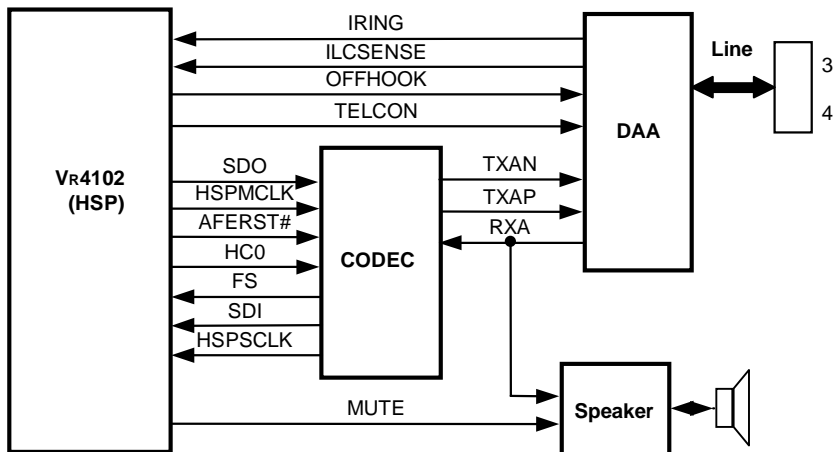 IRING
ILCSENSE
OFFHOOK
TELCON
Line
3
4
DAA
VR4102
(HSP)
SDO
HSPMCLK
AFERST#
HC0
FS
SDI
HSPSCLK
CODEC
TXAN
TXAP
RXA
MUTE
Speaker